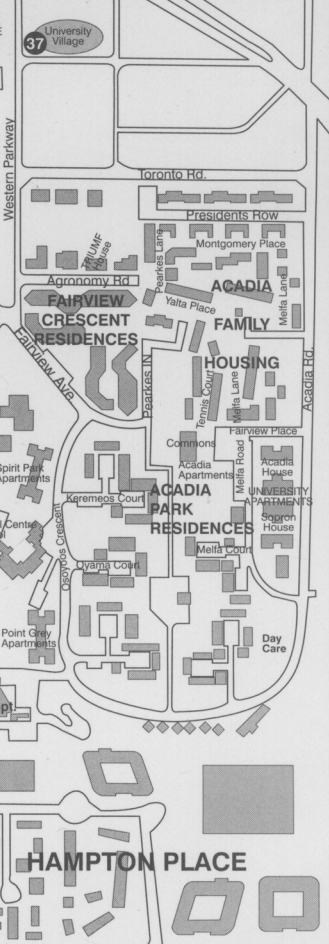 37
University
Village
Western Parkway
Toronto Rd.
Presidents Row
TRIUMF
House
Pearkes Lane
Montgomery Place
Agronomy Rd
ACADIA
Melfa Lane
FAIRVIEW
CRESCENT
RESIDENCES
Yalta Place
FAMILY
Fairview Ave
HOUSING
Acadia Rd.
Pearkes LN
Tennis Court
Melfa Lane
Fairview Place
Commons
Acadia
Apartments
Melfa Road
Acadia
House
UNIVERSITY
APARTMENTS
Sopron
House
Spirit Park
Apartments
Keremeos Court
ACADIA
PARK
RESIDENCES
Osoyoos Crescent
Centre
Oyama Court
Melfa Court
Point Grey
Apartments
Day
Care
pt.
HAMPTON PLACE